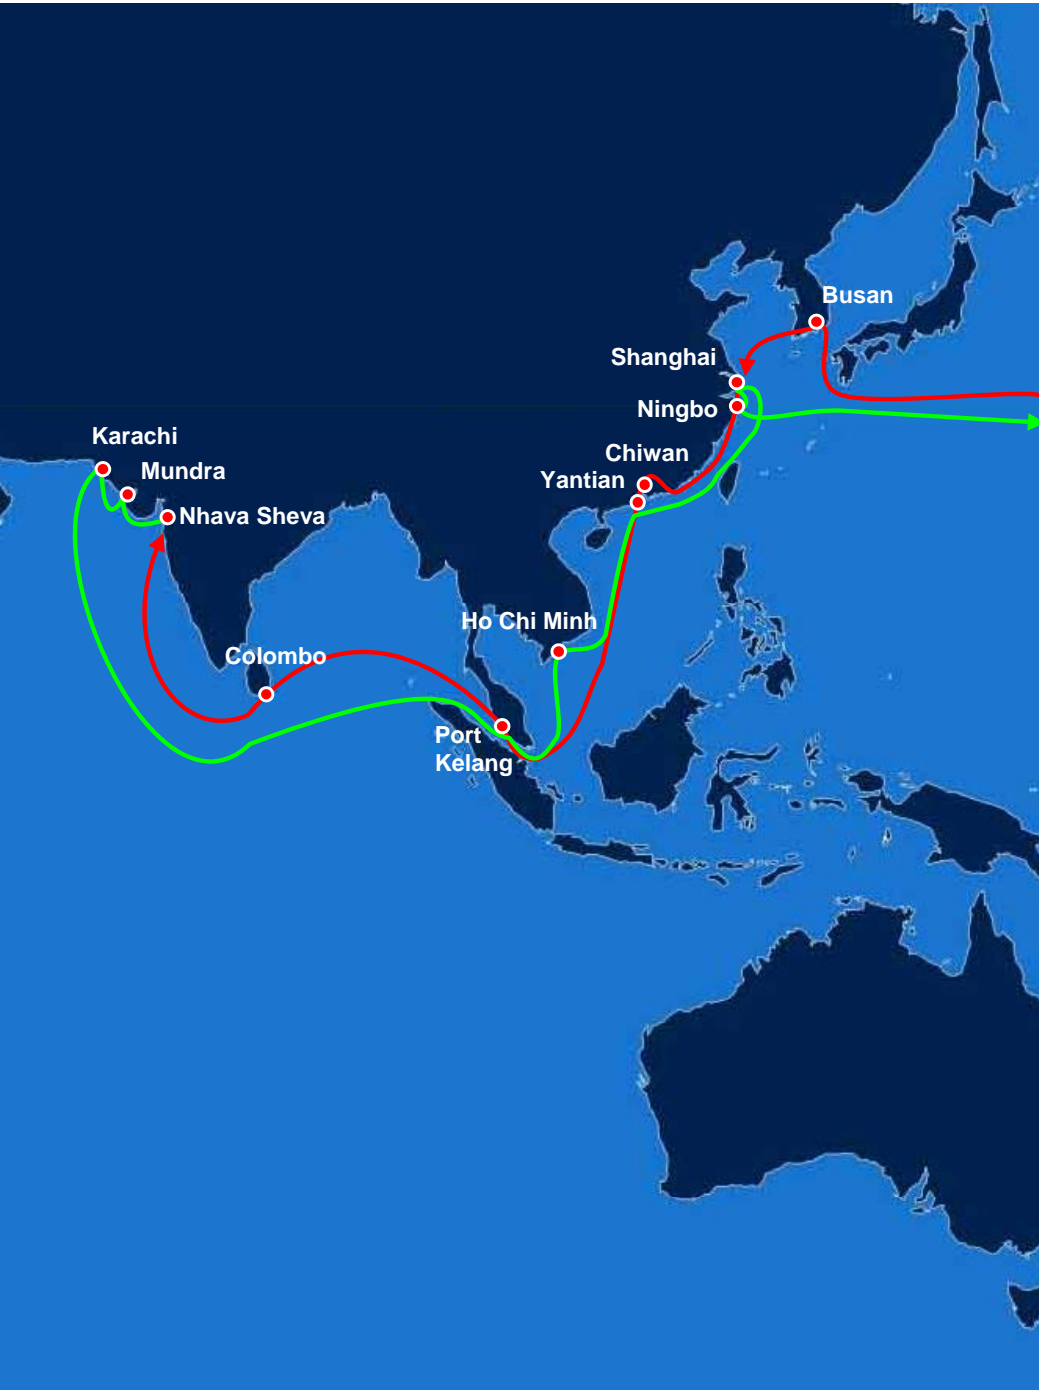 Busan
Shanghai
Ningbo
Karachi
Chiwan
Mundra
Yantian
Nhava Sheva
Ho Chi Minh
Colombo
Port
Kelang